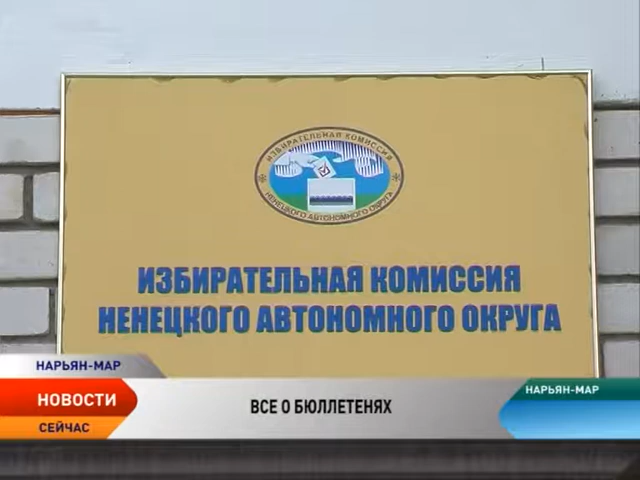 ИЗБИРАТЕЛЬНАЯ КОМИССИЯ
НЕНЕЦКОГО АВТОНОМНОГО ОКРУГА
ИЗБИРАТЕЛЬНАЯ КОМИССИЯ
НЕНЕЦКОГО АВТОНОМНОГО ОКРУГА
НАРЬЯН-МАР
НОВОСТИ
СЕЙЧАС
ВСЕ О БЮЛЛЕТЕНЯХ
НАРЬЯН-МАР